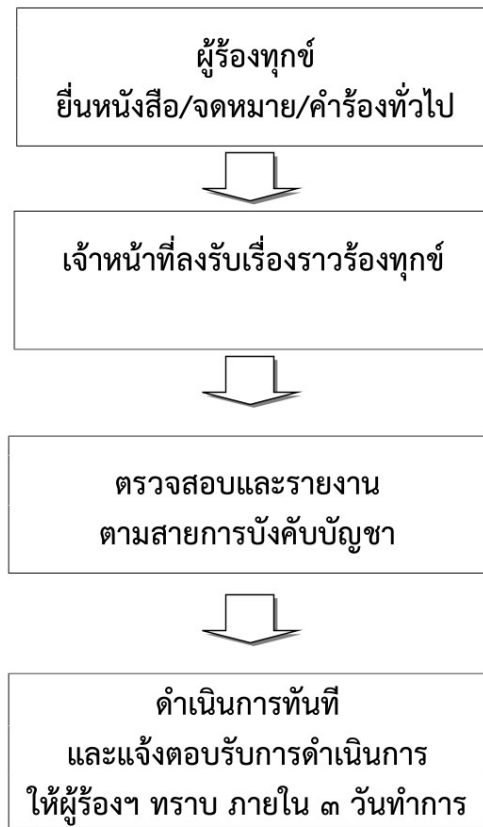 ผู้ร้องทุกข์
ยื่นหนังสือ/จดหมาย/คำร้องทั่วไป
เจ้าหน้าที่ลงรับเรื่องราวร้องทุกข์
ตรวจสอบและรายงาน
ตามสายการบังคับบัญชา
ดำเนินการทันที
และแจ้งตอบรับการดำเนินการ
ให้ผู้ร้องฯ ทราบ ภายใน ๓ วันทำการ